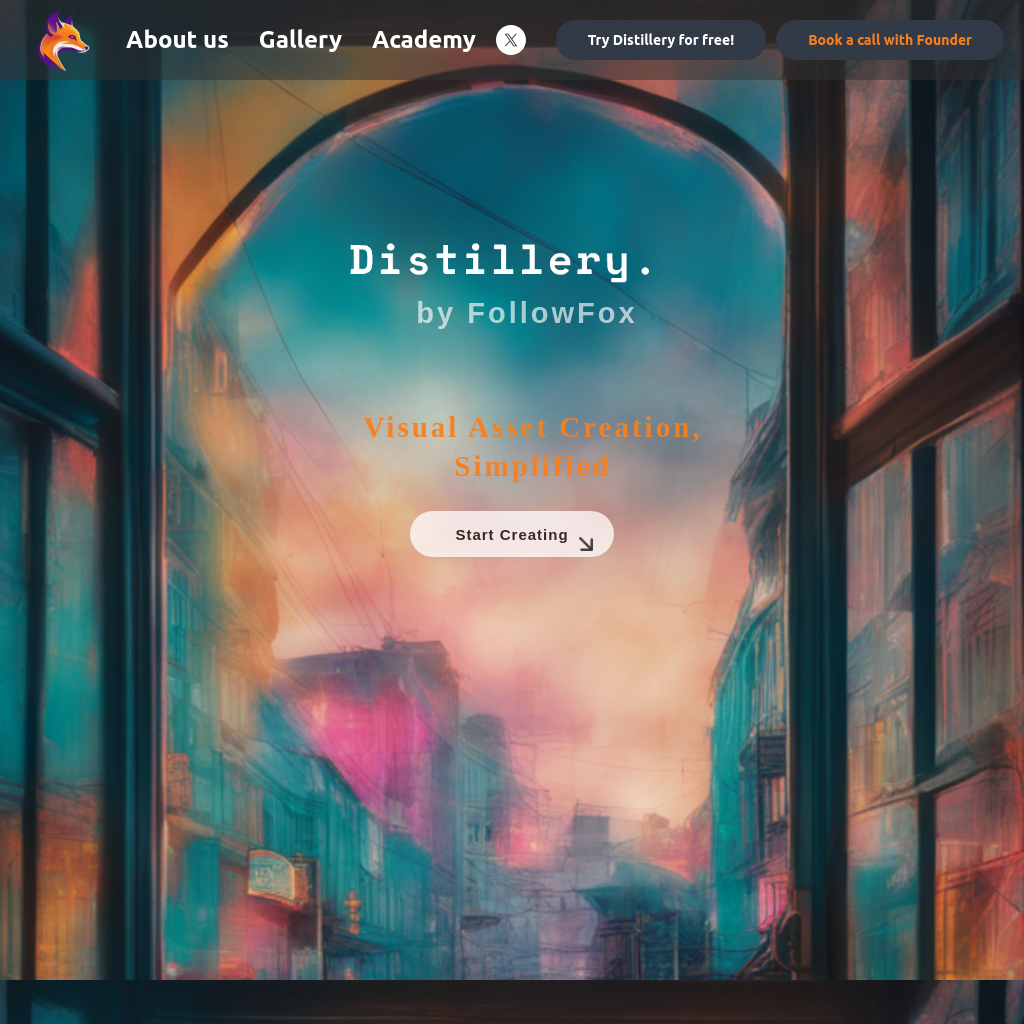 About us Gallery Academy 𝕏 Try Distillery for free! Book a call with Founder
Distillery.
by FollowFox
Visual Asset Creation,
Simplified
Start Creating